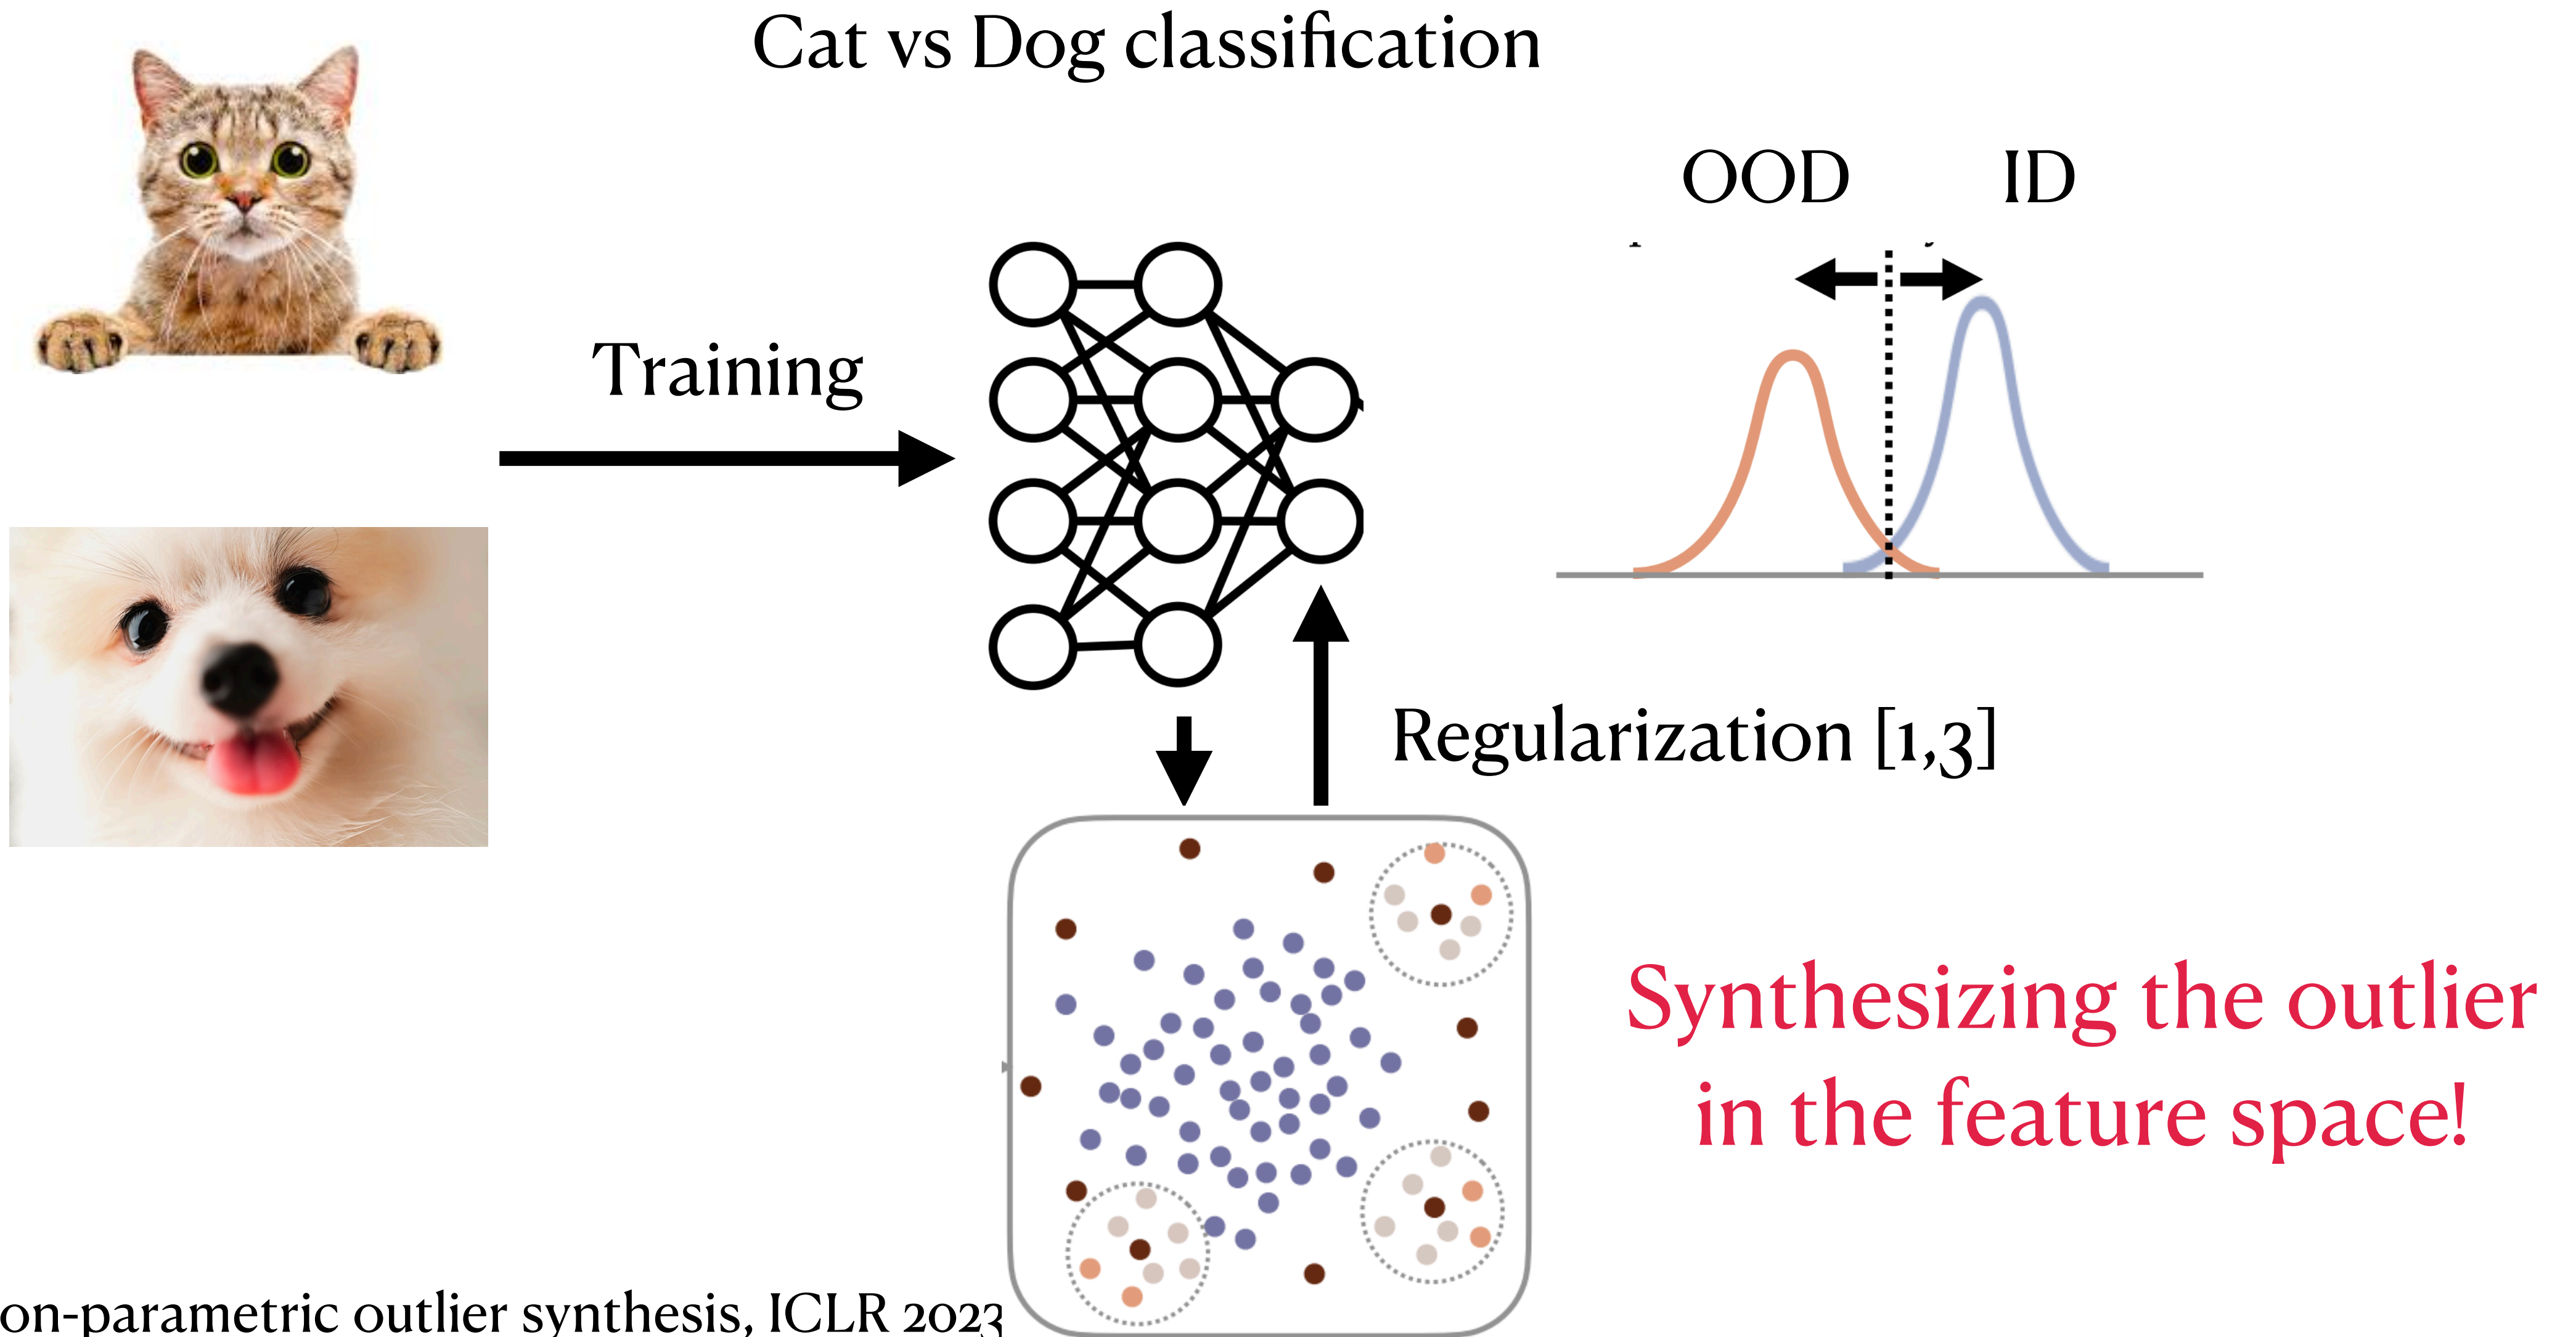 Cat vs Dog classification
OOD
ID
Training
Regularization [1,3]
Synthesizing the outlier
in the feature space!
on-parametric outlier synthesis, ICLR 2023